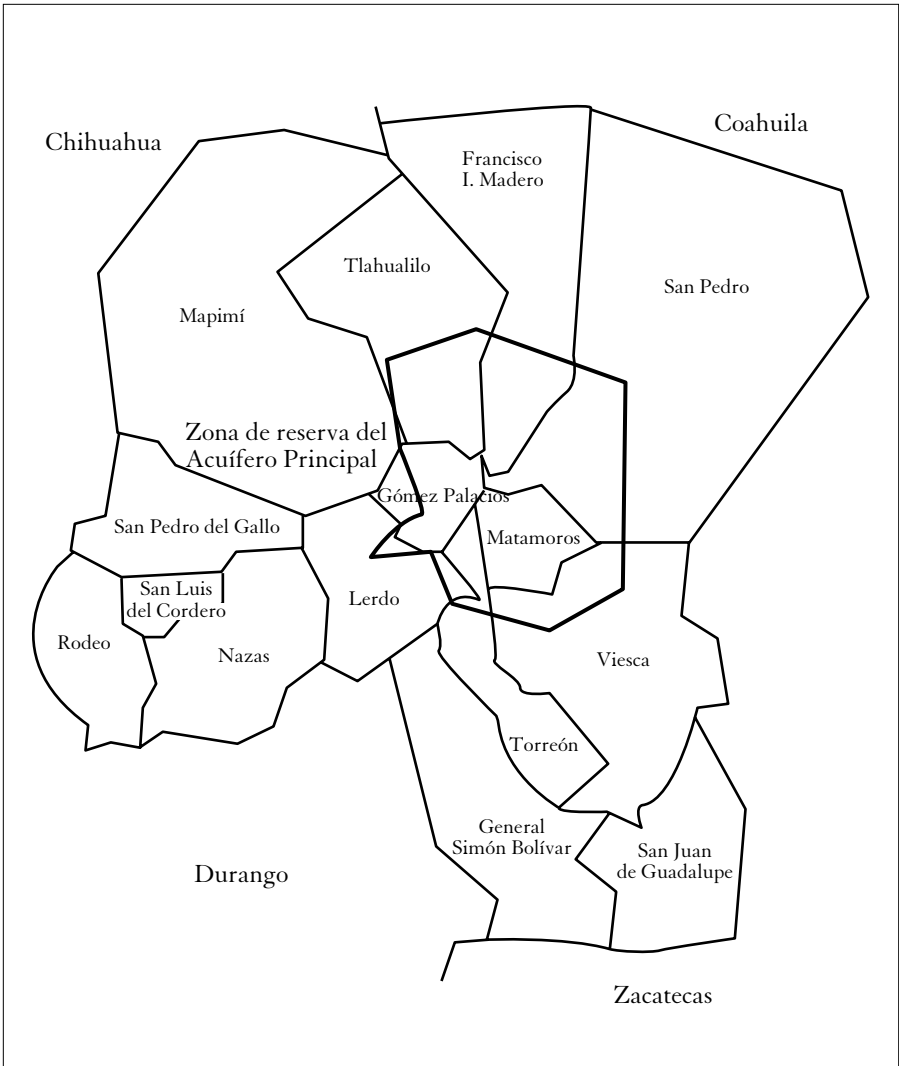 Chihuahua
Coahuila
Francisco
I. Madero
Tlahualilo
San Pedro
Mapimí
Zona de reserva del
Acuífero Principal
Gómez Palacios
San Pedro del Gallo
Matamoros
San Luis
del Cordero
Lerdo
Rodeo
Nazas
Viesca
Torreón
General
Simón Bolívar
San Juan
de Guadalupe
Durango
Zacatecas